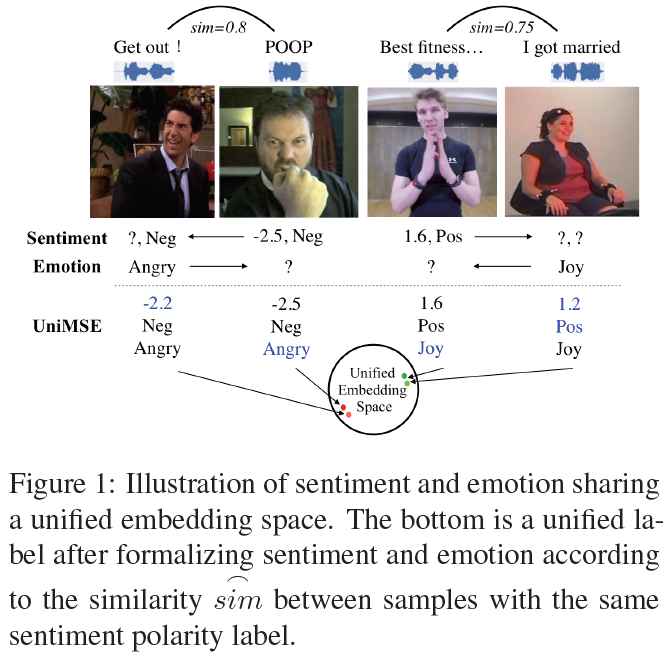 sim=0.8 sim=0.75
Get out ! POOP Best fitness… I got married
Sentiment ?, Neg -2.5, Neg 1.6, Pos ?, ?
Emotion Angry ? ? Joy
-2.2 -2.5 1.6 1.2
UniMSE Neg Neg Pos Pos
Angry Angry Joy Joy
Unified
Embedding
Space
Figure 1: Illustration of sentiment and emotion sharing
a unified embedding space. The bottom is a unified la-
bel after formalizing sentiment and emotion according
to the similarity sim between samples with the same
sentiment polarity label.